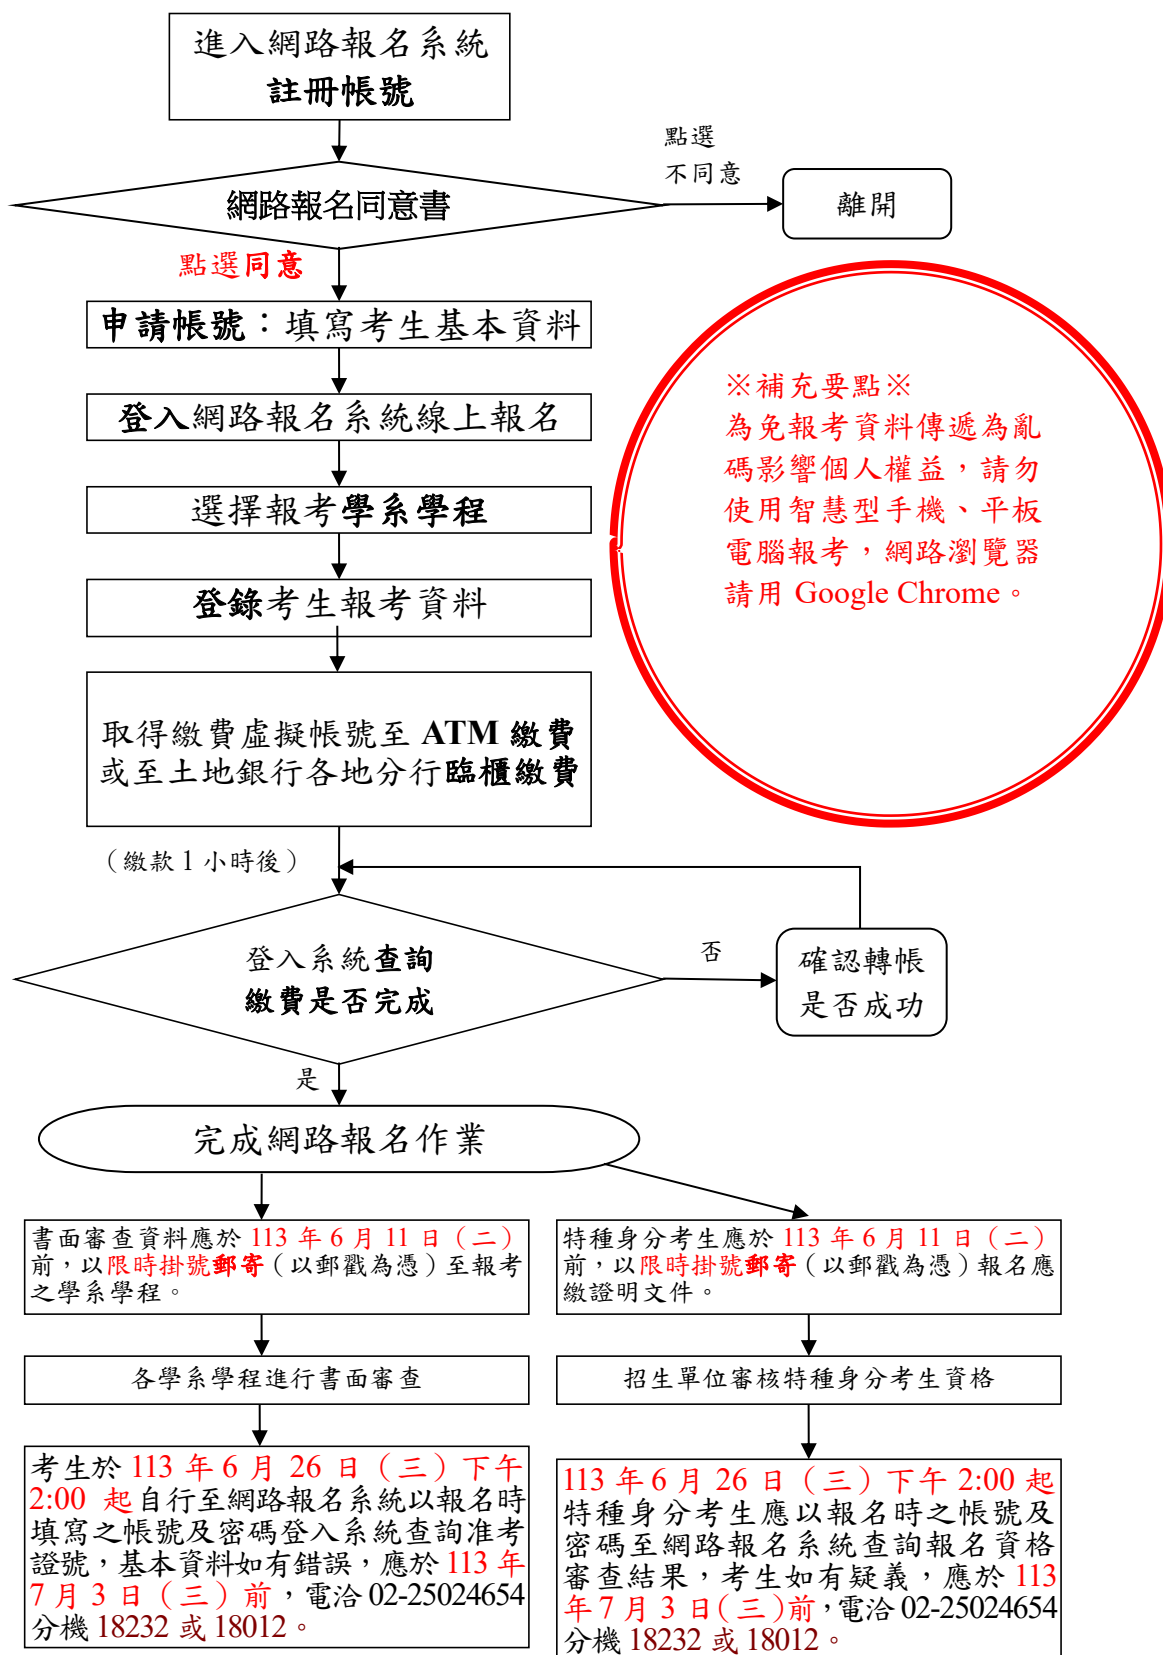 進入網路報名系統
註冊帳號
點選
不同意
網路報名同意書
離開
點選同意
申請帳號：填寫考生基本資料
登入網路報名系統線上報名
選擇報考學系學程
登錄考生報考資料
※補充要點※
為免報考資料傳遞為亂
碼影響個人權益，請勿
使用智慧型手機、平板
電腦報考，網路瀏覽器
請用 Google Chrome。
取得繳費虛擬帳號至 ATM 繳費
或至土地銀行各地分行臨櫃繳費
（繳款 1 小時後）
登入系統查詢
繳費是否完成
否
確認轉帳
是否成功
是
完成網路報名作業
書面審查資料應於 113 年 6 月 11 日（二）
前，以限時掛號郵寄（以郵戳為憑）至報考
之學系學程。
各學系學程進行書面審查
考生於 113 年 6 月 26 日（三）下午
2:00 起自行至網路報名系統以報名時
填寫之帳號及密碼登入系統查詢准考
證號，基本資料如有錯誤，應於 113 年
7 月 3 日（三）前，電洽 02-25024654
分機 18232 或 18012。
特種身分考生應於 113 年 6 月 11 日（二）
前，以限時掛號郵寄（以郵戳為憑）報名應
繳證明文件。
招生單位審核特種身分考生資格
113 年 6 月 26 日（三）下午 2:00 起
特種身分考生應以報名時之帳號及
密碼至網路報名系統查詢報名資格
審查結果，考生如有疑義，應於 113
年 7 月 3 日（三）前，電洽 02-25024654
分機 18232 或 18012。